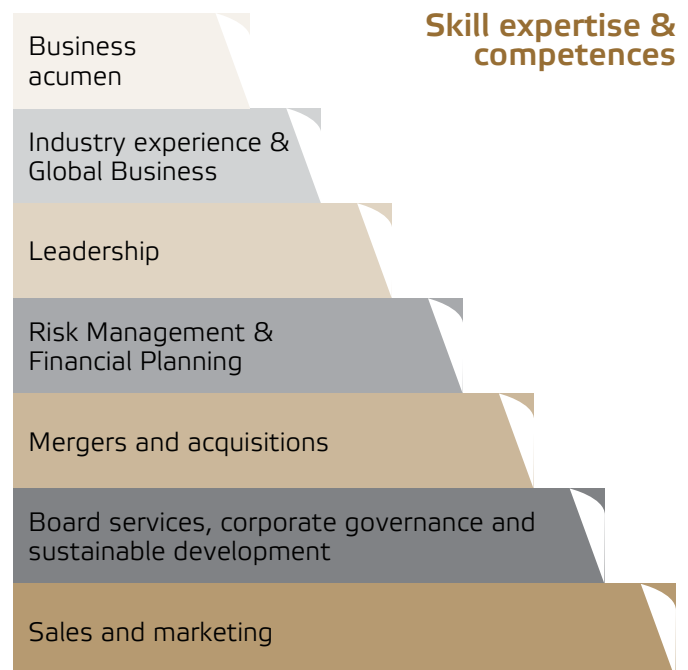 Skill expertise &
competences
Business
acumen
Industry experience &
Global Business
Leadership
Risk Management &
Financial Planning
Mergers and acquisitions
Board services, corporate governance and
sustainable development
Sales and marketing